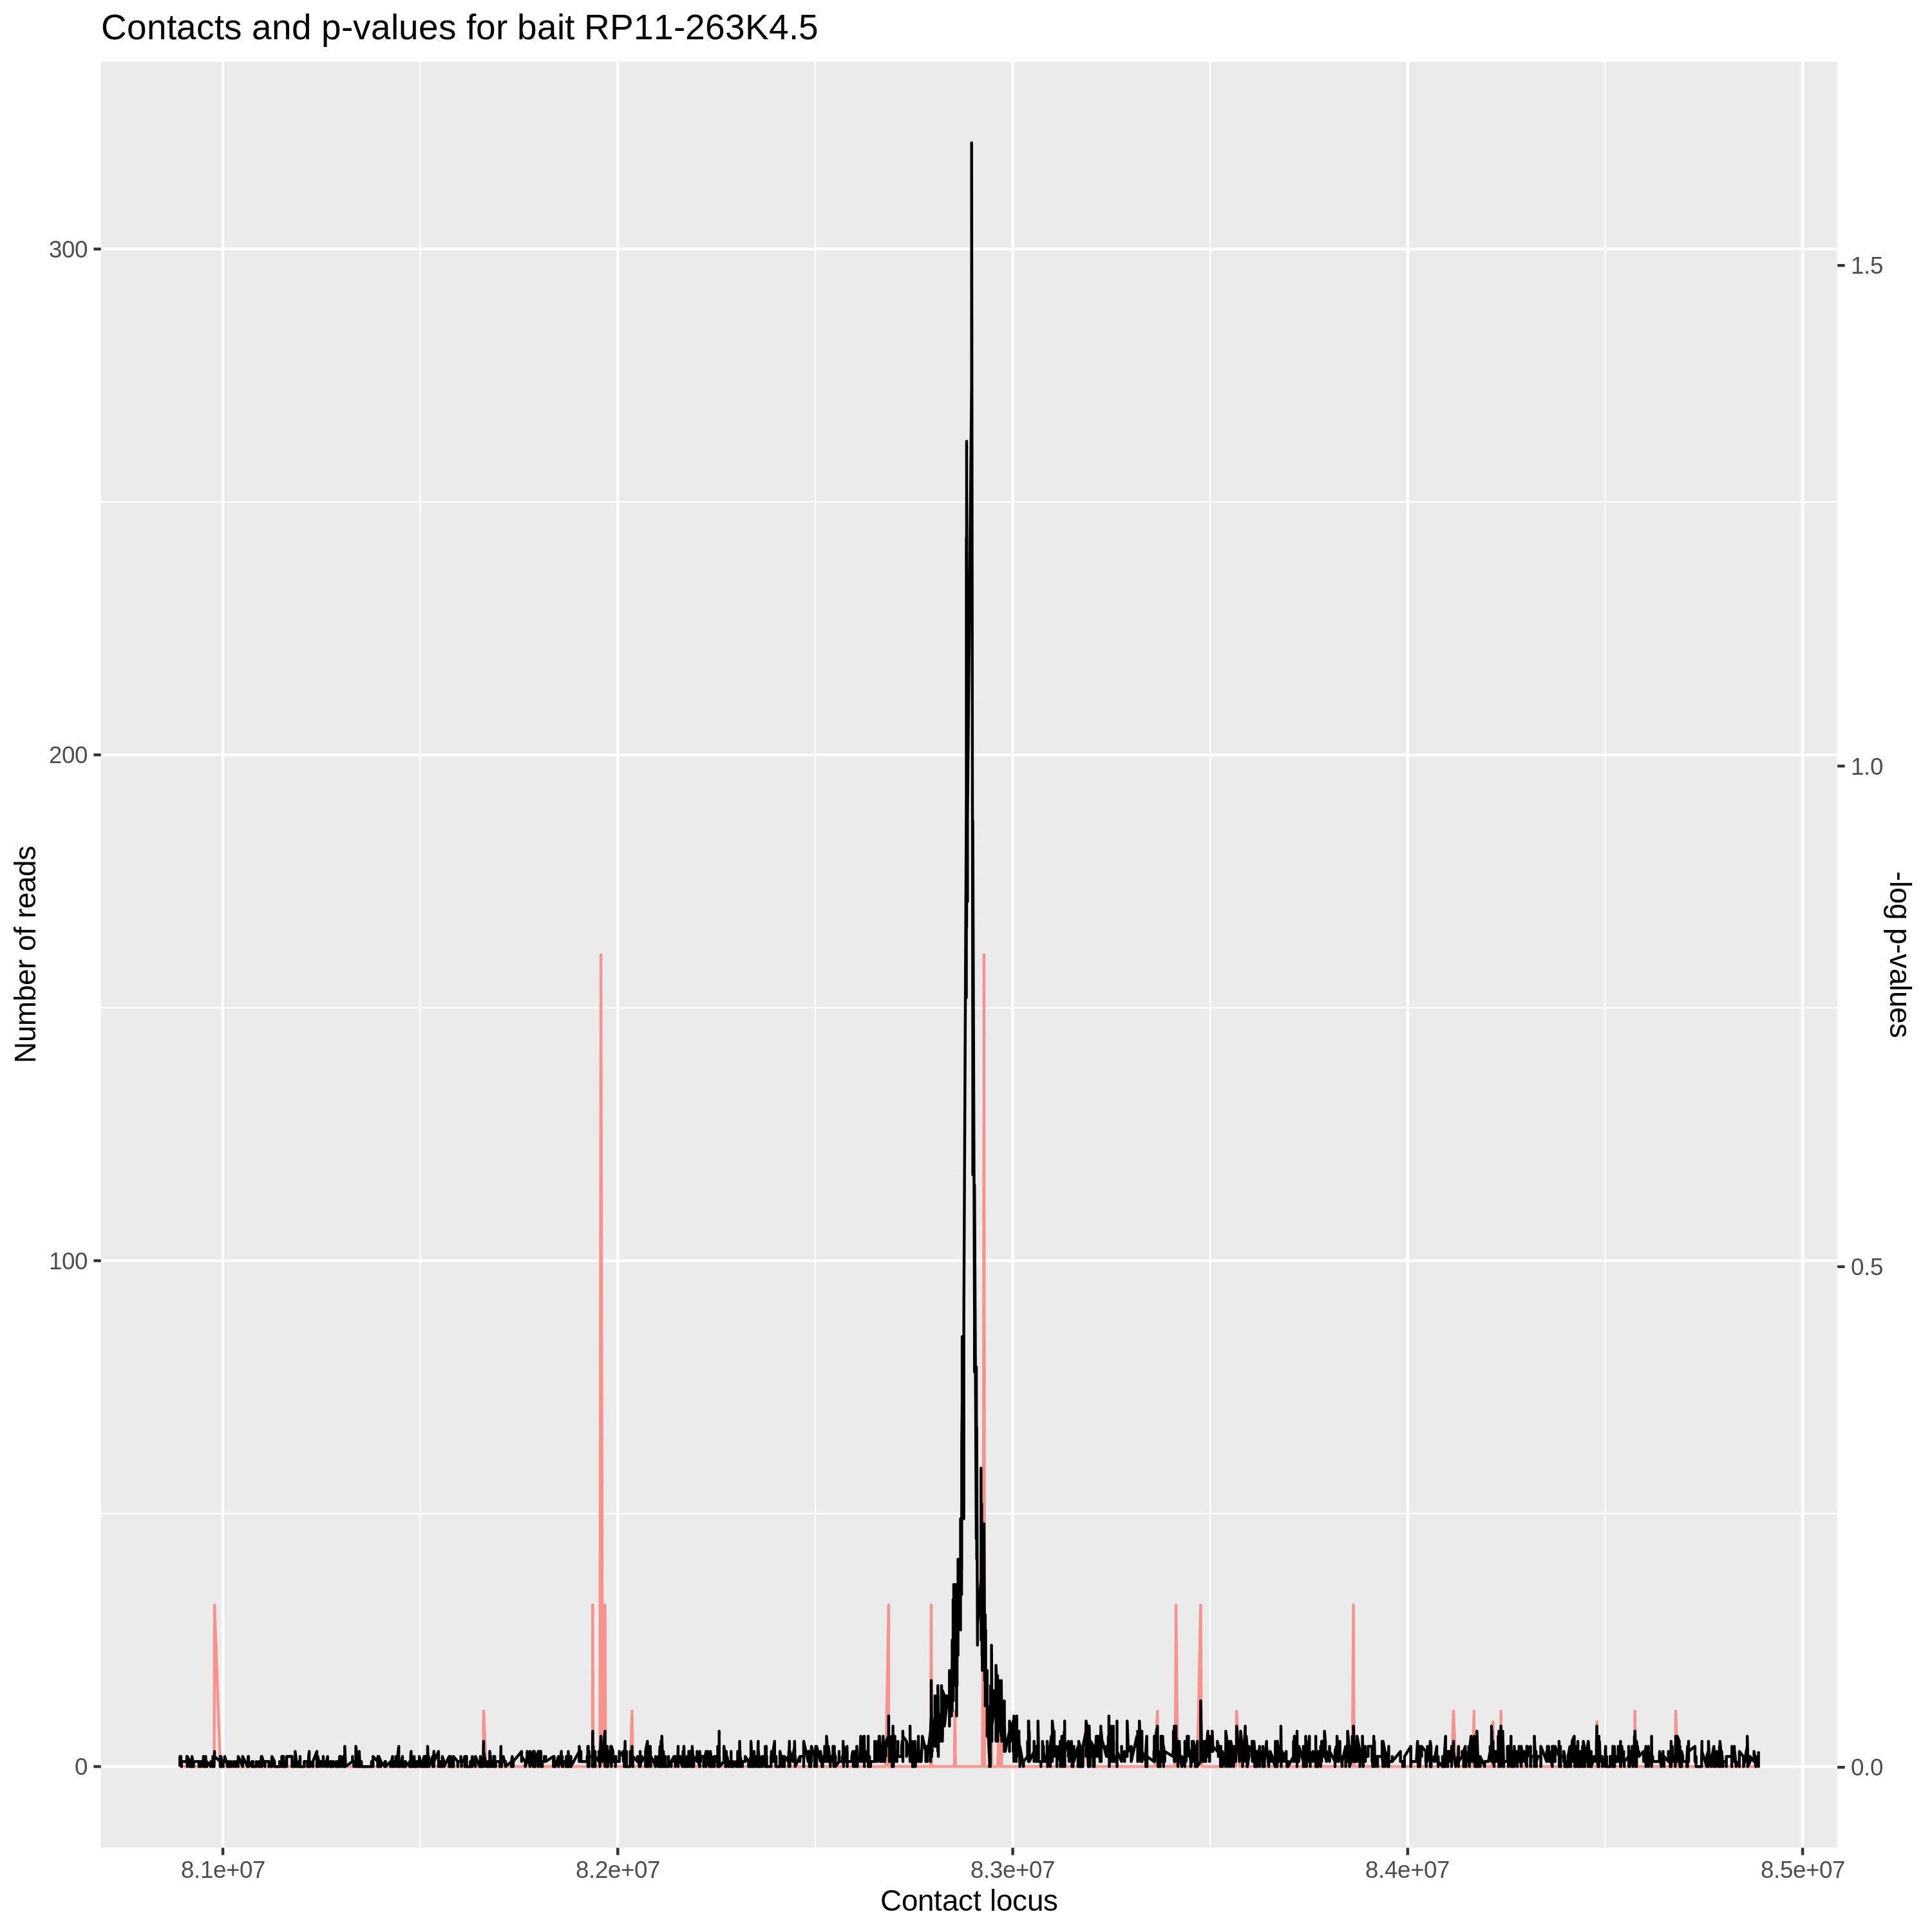 Contacts and p-values for bait RP11-263K4.5
300
200
100
0
1.5
1.0
0.5
0.0
Number of reads
-log p-values
8.1e+07 8.2e+07 8.3e+07 8.4e+07 8.5e+07
Contact locus